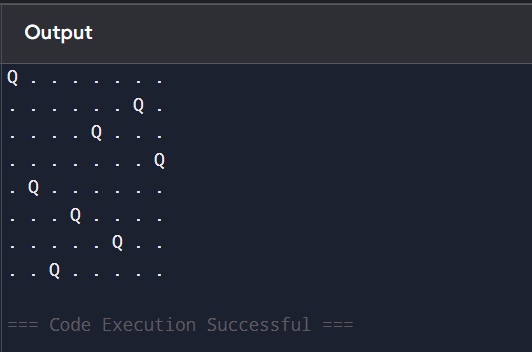 Output
Q . . . . . . .
. . . . . . Q .
. . . . Q . . .
. . . . . . . Q
. Q . . . . . .
. . . Q . . . .
. . . . . Q . .
. . Q . . . . .
=== Code Execution Successful ===